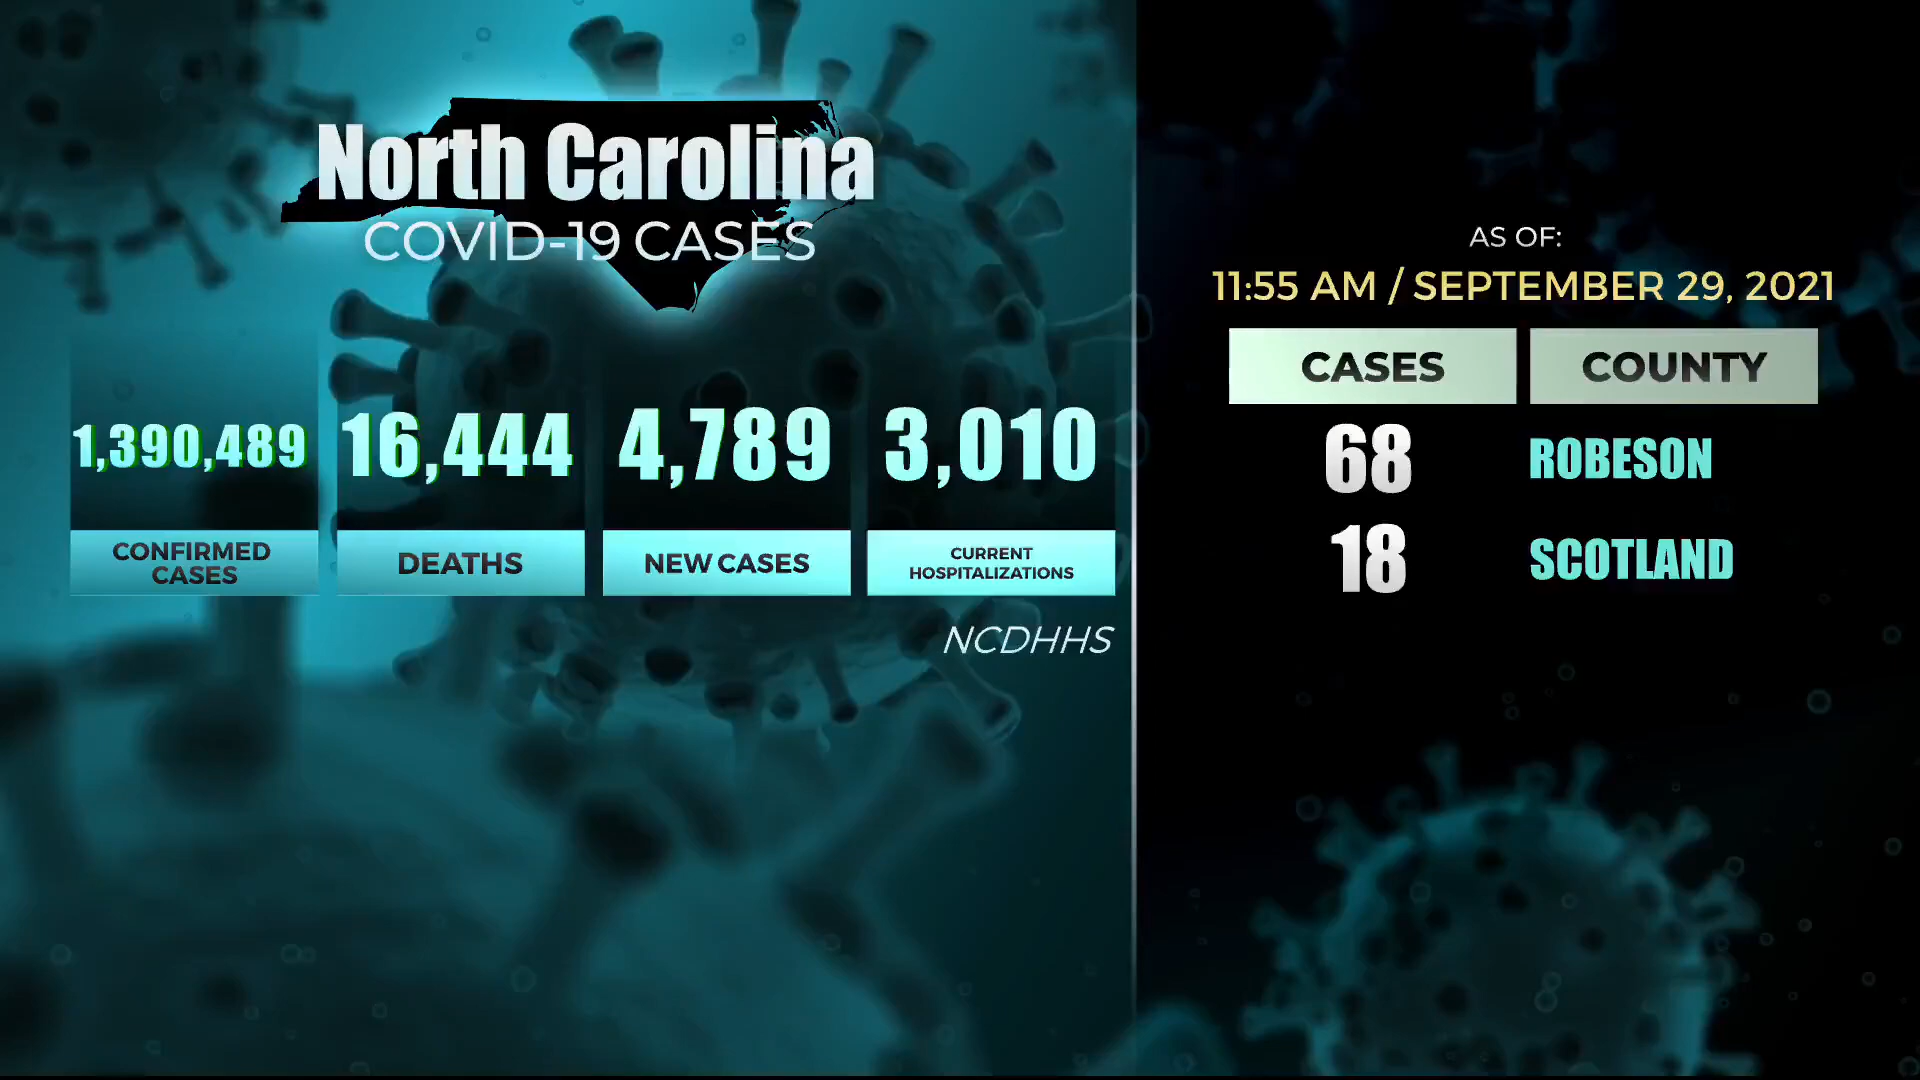 North Carolina
COVID-19 CASES
1,390,489
CONFIRMED
CASES
16,444
DEATHS
4,789
NEW CASES
3,010
CURRENT
HOSPITALIZATIONS
NCDHHS
AS OF:
11:55 AM / SEPTEMBER 29, 2021
CASES COUNTY
68 ROBESON
18 SCOTLAND